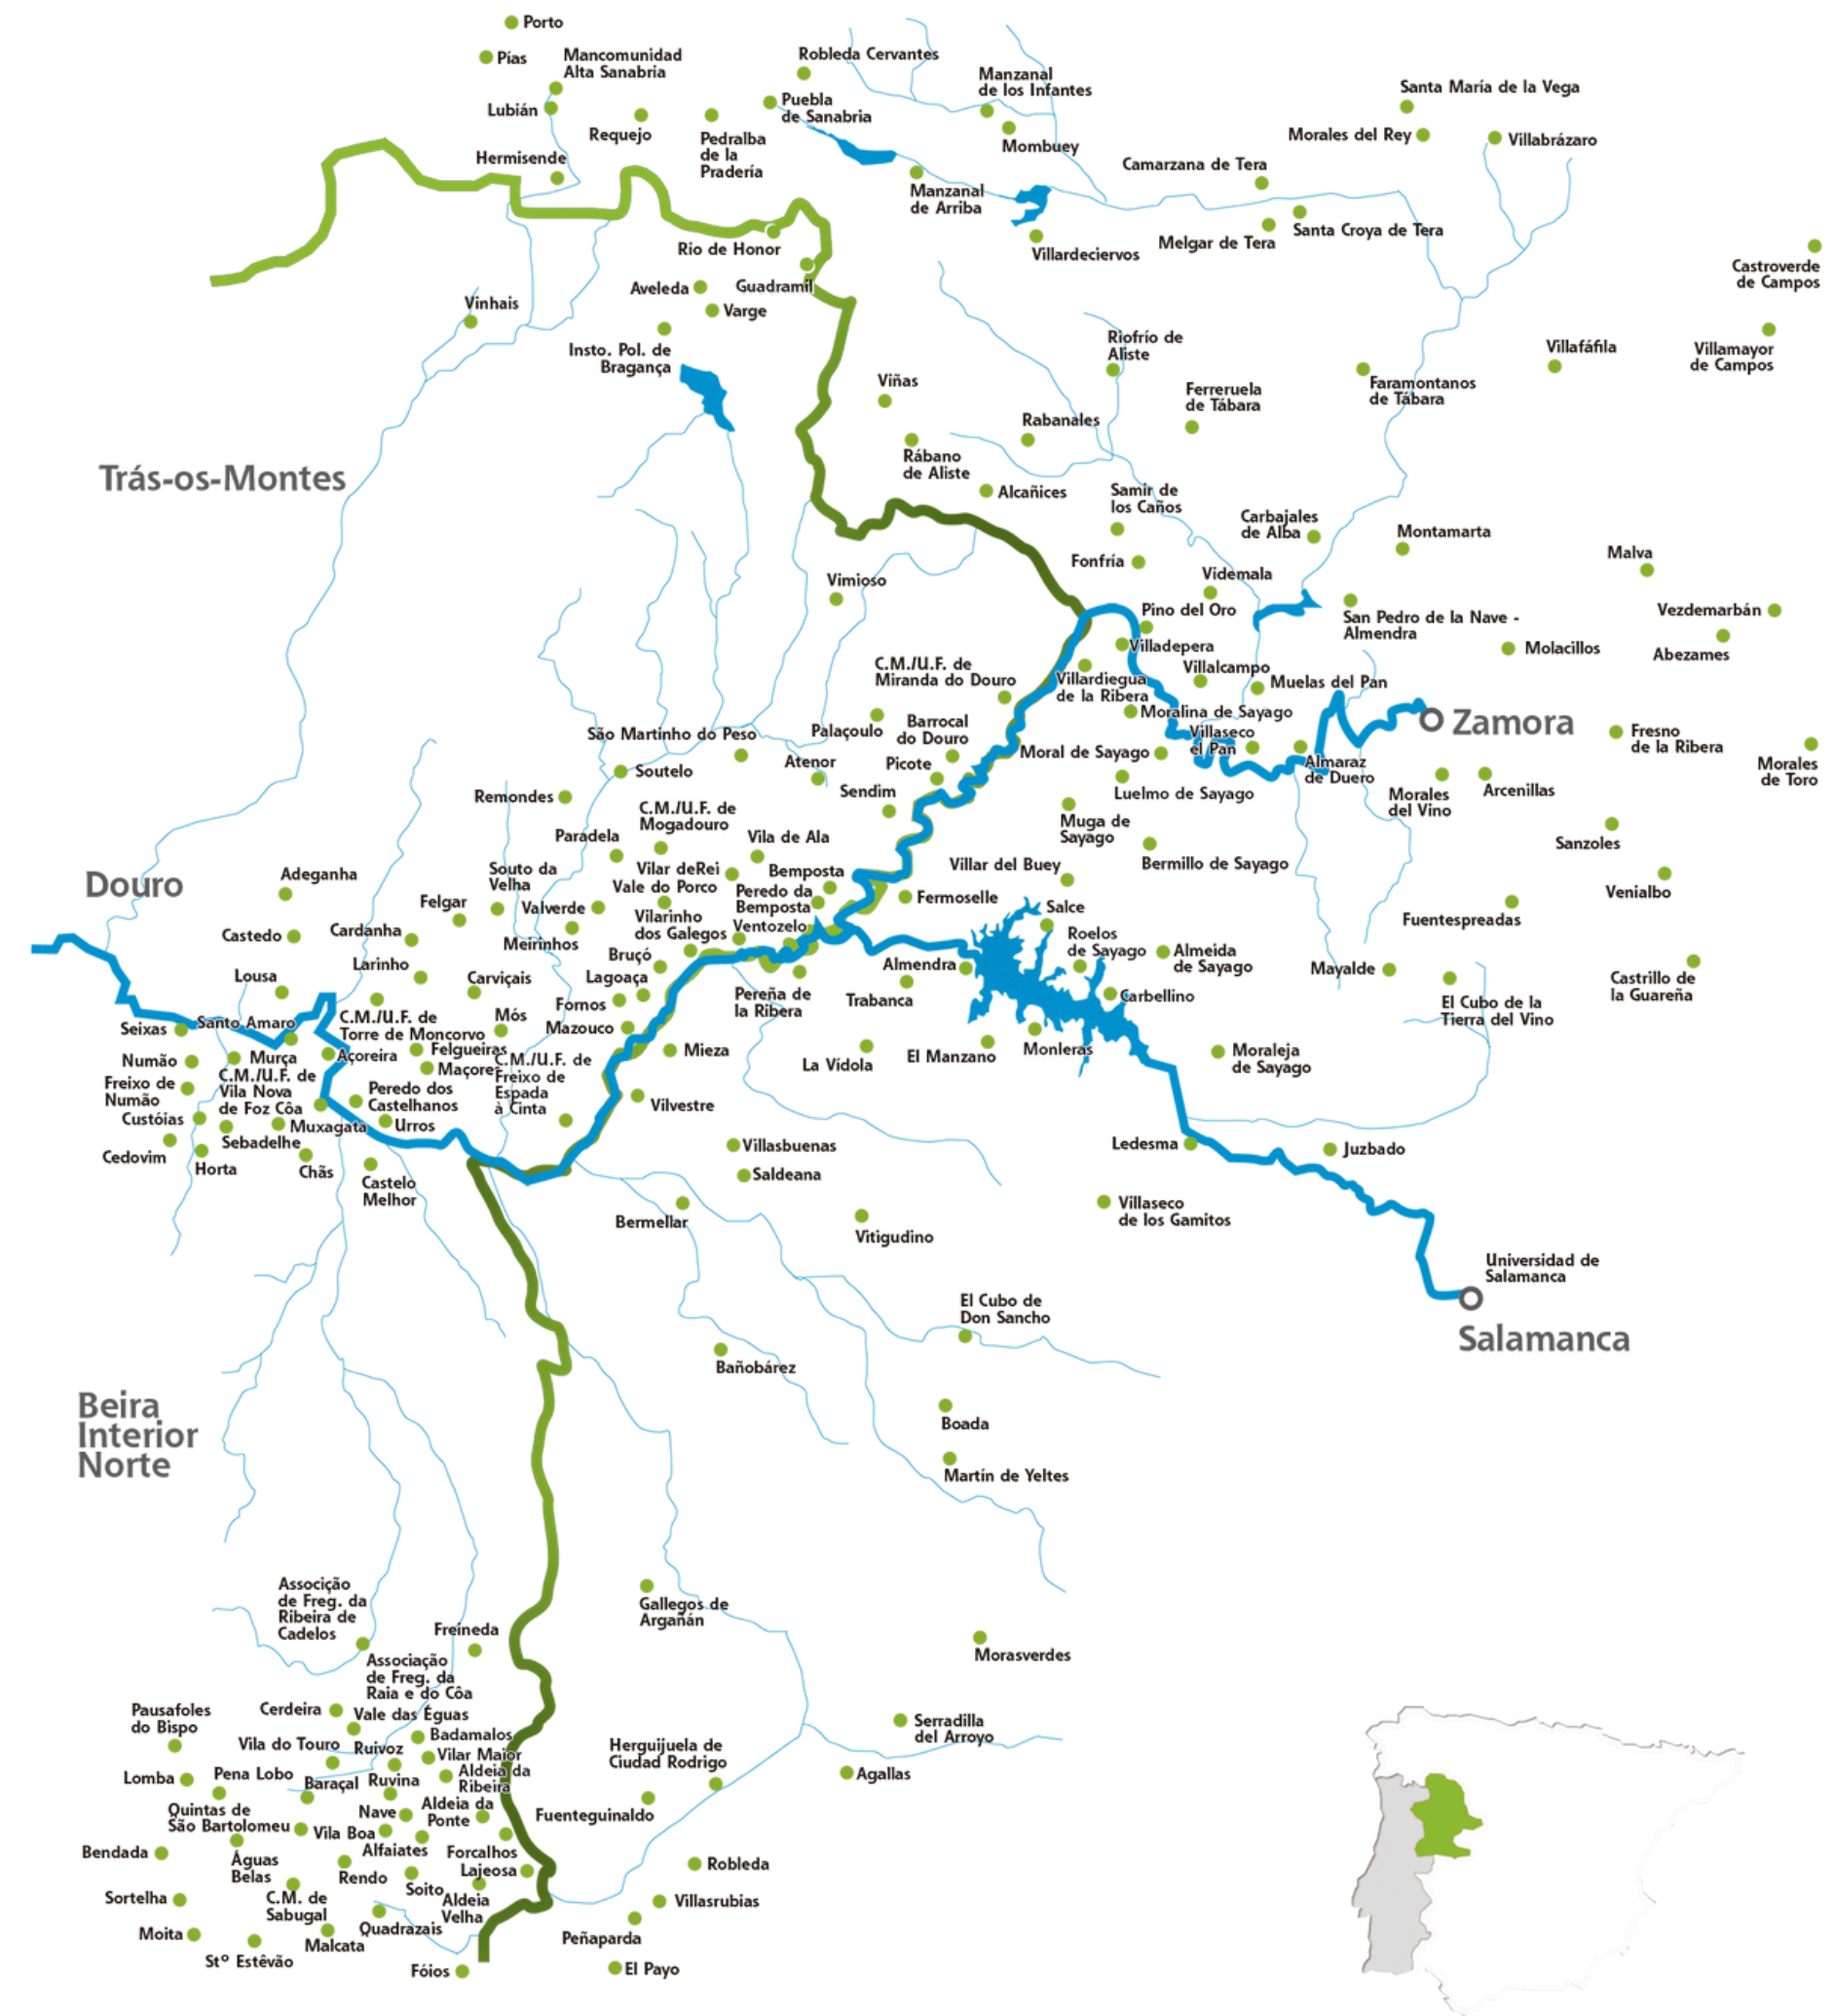 Porto
Pías
Mancomunidad
Alta Sanabria
Lubián
Requejo
Hermisende
Robleda Cervantes
Puebla
de Sanabria
Pedralba
de la
Pradería
Manzanal
de los Infantes
Mombuey
Manzanal
de Arriba
Santa María de la Vega
Morales del Rey
Villabrázaro
Camarzana de Tera
Santa Croya de Tera
Melgar de Tera
Villardeciervos
Castroverde
de Campos
Rio de Honor
Guadramil
Aveleda
Varge
Vinhais
Insto. Pol. de
Bragança
Riofrío de
Aliste
Villafáfila
Villamayor
de Campos
Viñas
Ferreruela
de Tábara
Faramontanos
de Tábara
Rabanales
Rábano
de Aliste
Trás-os-Montes
Alcañices
Samir de
los Caños
Carbajales
de Alba
Montamarta
Malva
Fonfría
Videmala
Vimioso
Pino del Oro
San Pedro de la Nave -
Almendra
Vezdemarbán
Molacillos
Abezames
Villadepera
Villalcampo
C.M./U.F. de
Miranda do Douro
Villardiegua
de la Ribera
Muelas del Pan
Moralina de Sayago
Zamora
Palaçoulo
Barrocal
do Douro
São Martinho do Peso
Villaseco
el Pan
Fresno
de la Ribera
Moral de Sayago
Morales
de Toro
Atenor
Picote
Soutelo
Almaraz
de Duero
Sendim
Luelmo de Sayago
Morales
del Vino
Arcenillas
Remondes
C.M./U.F. de
Mogadouro
Muga de
Sayago
Sanzoles
Paradela
Vila de Ala
Bermillo de Sayago
Villar del Buey
Douro
Adeganha
Souto da
Velha
Vilar deRei
Vale do Porco
Bemposta
Peredo da
Bemposta
Fermoselle
Venialbo
Felgar
Valverde
Salce
Fuentespreadas
Castedo
Cardanha
Meirinhos
Vilarinho
dos Galegos
Ventozelo
Roelos
de Sayago
Almeida
de Sayago
Bruçó
Larinho
Lousa
Carviçais
Lagoaça
Almendra
Mayalde
Castrillo de
la Guareña
Trabanca
Carbellino
El Cubo de la
Tierra del Vino
Pereña de
la Ribera
Fornos
Mós
Mazouco
Seixas
Santo Amaro
C.M./U.F. de
Torre de Moncorvo
Açoreira
Felgueiras
Maçores
Mieza
La Vídola
El Manzano
Monleras
Moraleja
de Sayago
Numão
Murça
Freixo de
Numão
C.M./U.F. de
Vila Nova
de Foz Côa
C.M./U.F. de
Freixo de
Espada
à Cinta
Peredo dos
Castelhanos
Vilvestre
Custóias
Muxagata
Urros
Sebadelhe
Cedovim
Horta
Chãs
Castelo
Melhor
Villasbuenas
Saldeana
Ledesma
Juzbado
Bermellar
Vitigudino
Villaseco
de los Gamitos
Universidad de
Salamanca
Salamanca
El Cubo de
Don Sancho
Bañobárez
Beira
Interior
Norte
Boada
Martín de Yeltes
Associção
de Freg. da
Ribeira de
Cadelos
Gallegos de
Argañán
Freineda
Morasverdes
Associação
de Freg. da
Raia e do Côa
Pausafoles
do Bispo
Cerdeira
Vale das Éguas
Badamalos
Serradilla
del Arroyo
Vila do Touro
Ruivoz
Vilar Maior
Herguijuela de
Ciudad Rodrigo
Lomba
Pena Lobo
Baraçal
Ruvina
Aldeia da
Ribeira
Agallas
Quintas de
São Bartolomeu
Nave
Aldeia da
Ponte
Fuenteguinaldo
Vila Boa
Alfaiates
Forcalhos
Bendada
Águas
Belas
Rendo
Lajeosa
Robleda
Soito
Sortelha
C.M. de
Sabugal
Aldeia
Velha
Villasrubias
Moita
Quadrazais
Peñaparda
Malcata
Stº Estêvão
Fóios
El Payo